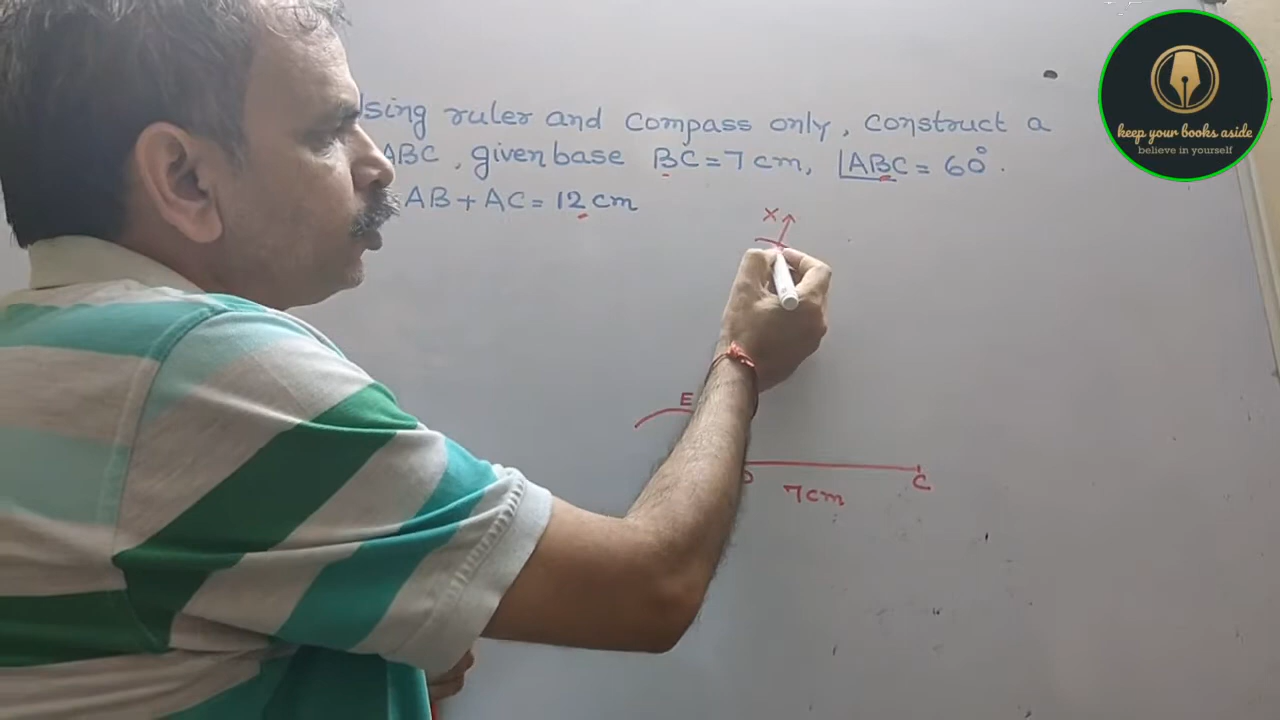 Using ruler and compass only, construct a
ABC, given base BC = 7 cm, ∠ABC = 60°.
AB + AC = 12 cm
X
E
D
C
7cm
keep your books aside
believe in yourself